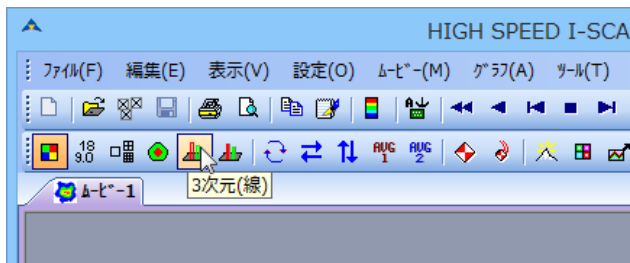 HIGH SPEED I-SCA
ﾌｧｲﾙ(F) 編集(E) 表示(V) 設定(O) ﾑｰﾋﾞｰ(M) ｸﾞﾗﾌ(A) ﾂｰﾙ(T)
18 9.0 AVG 1 AVG 2
3次元(線)
ﾑｰﾋﾞｰ1